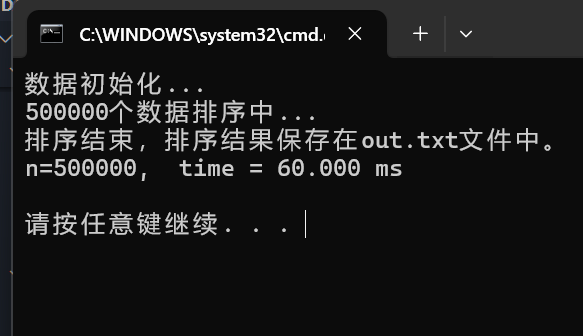 C:\WINDOWS\system32\cmd.
数据初始化...
500000个数据排序中...
排序结束，排序结果保存在out.txt文件中。
n=500000,  time = 60.000 ms
请按任意键继续. . .